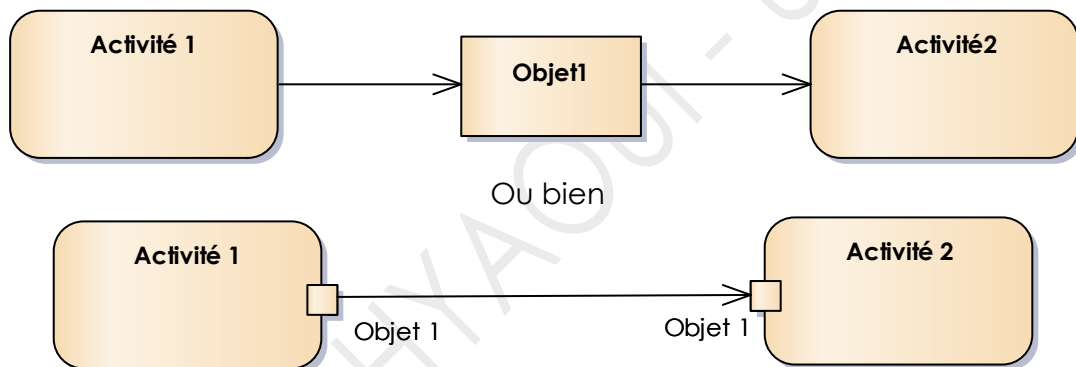 Activité 1
Objet1
Activité2
Ou bien
Activité 1
Activité 2
Objet 1
Objet 1